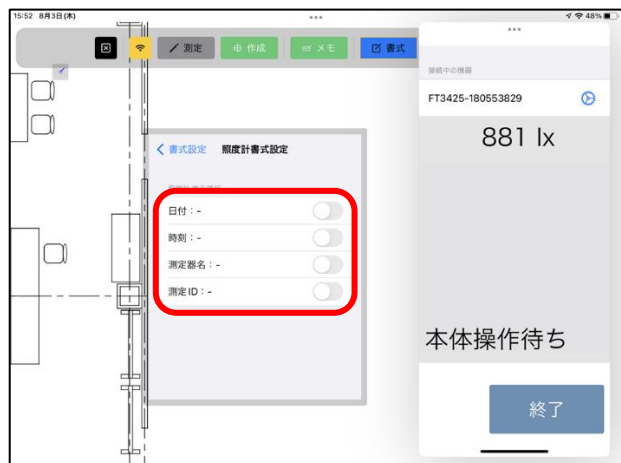 15:52 8月3日(木)
48%
測定
作成
メモ
書式
接続中の機器
FT3425-180553829
881 lx
書式設定 照度計書式設定
日付：-
時刻：-
測定器名：-
測定ID：-
本体操作待ち
終了